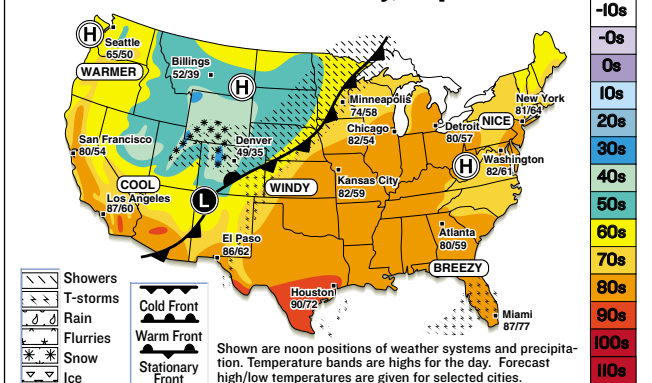 H
Seattle
65/50
WARMER
Billings
52/39
H
Minneapolis
74/58
New York
81/64
NICE
Chicago
82/54
Detroit
80/57
San Francisco
80/54
Denver
49/35
H
Washington
82/61
COOL
Los Angeles
87/60
L
WINDY
Kansas City
82/59
El Paso
86/62
Atlanta
80/59
BREEZY
Houston
90/72
Miami
87/77
Showers
T-storms
Rain
Flurries
Snow
Ice
Cold Front
Warm Front
Stationary
Front
Shown are noon positions of weather systems and precipita-
tion. Temperature bands are highs for the day.  Forecast
high/low temperatures are given for selected cities.
-10s
-0s
0s
10s
20s
30s
40s
50s
60s
70s
80s
90s
100s
110s